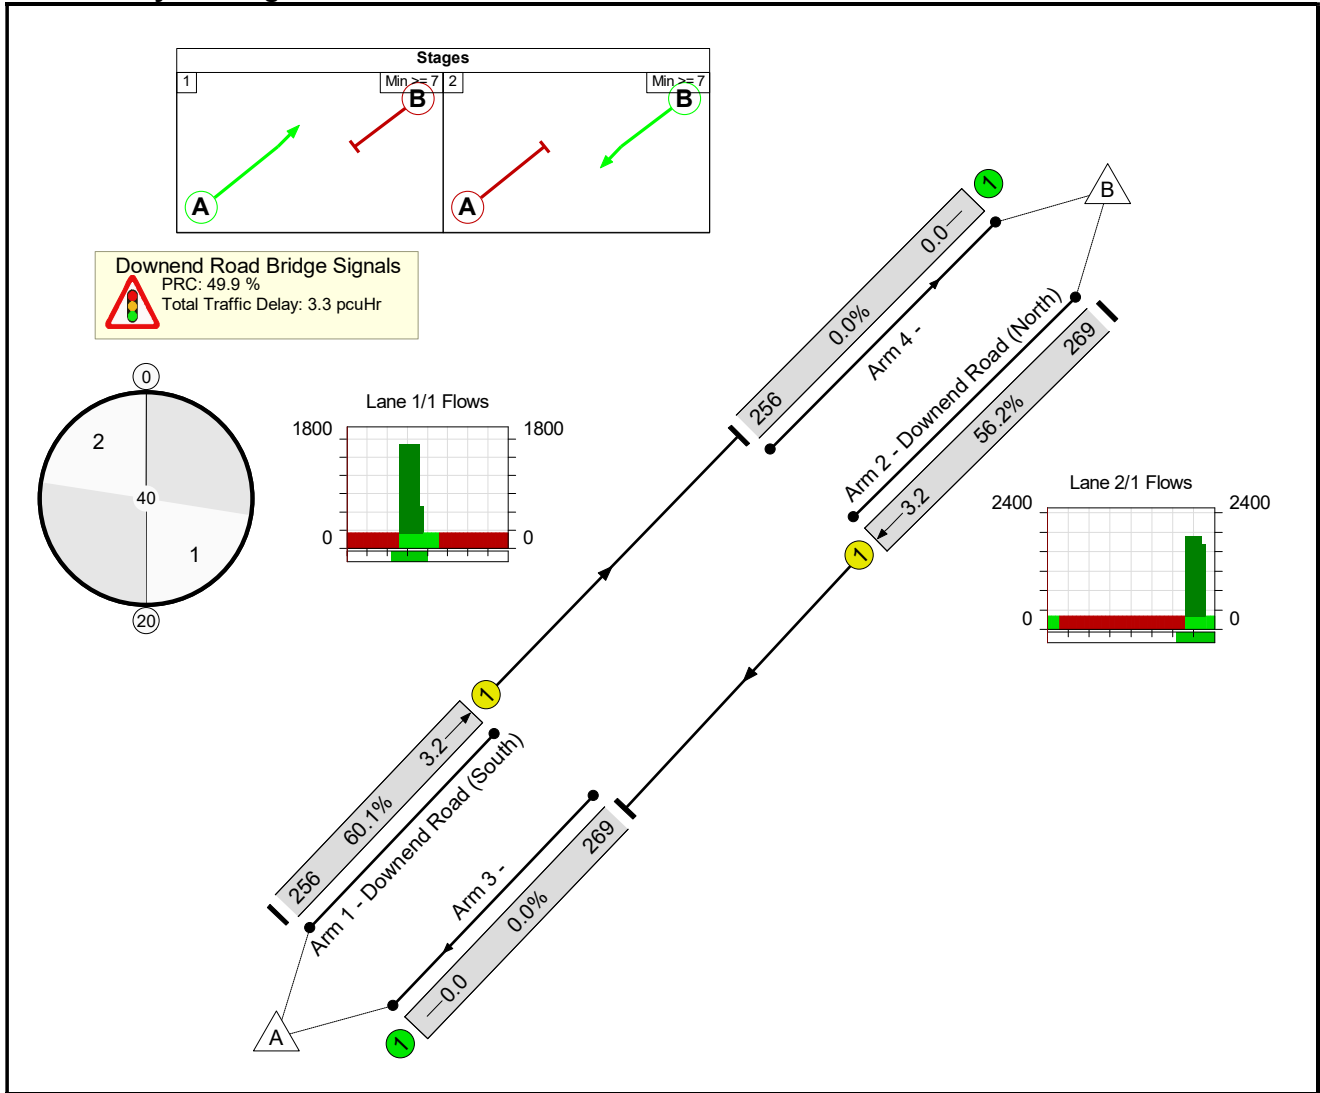 Stages
1
Min >= 7
2
Min >= 7
B
B
A
A
Downend Road Bridge Signals
PRC: 49.9 %
Total Traffic Delay: 3.3 pcuHr
0
2
40
1
20
Lane 1/1 Flows
1800
1800
0
0
1
B
0.0
0.0%
256
Arm 4 -
Arm 2 - Downend Road (North)
269
56.2%
3.2
1
Lane 2/1 Flows
2400
2400
0
0
1
3.2
60.1%
256
Arm 1 - Downend Road (South)
Arm 3 -
269
0.0%
0.0
1
A